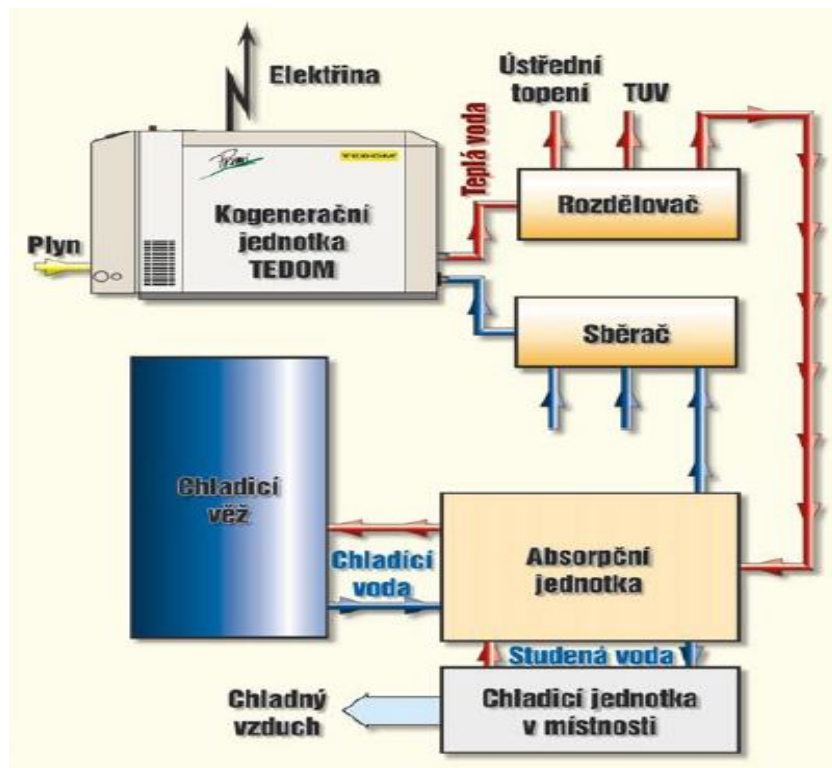 Elektřina
Ústřední
topení
TUV
Teplá voda
TEDOM
Kogenerační
jednotka
TEDOM
Plyn
Rozdělovač
Sběrač
Chladicí
věž
Chladící
voda
Absorpční
jednotka
Studená voda
Chladný
vzduch
Chladicí jednotka
v místnosti